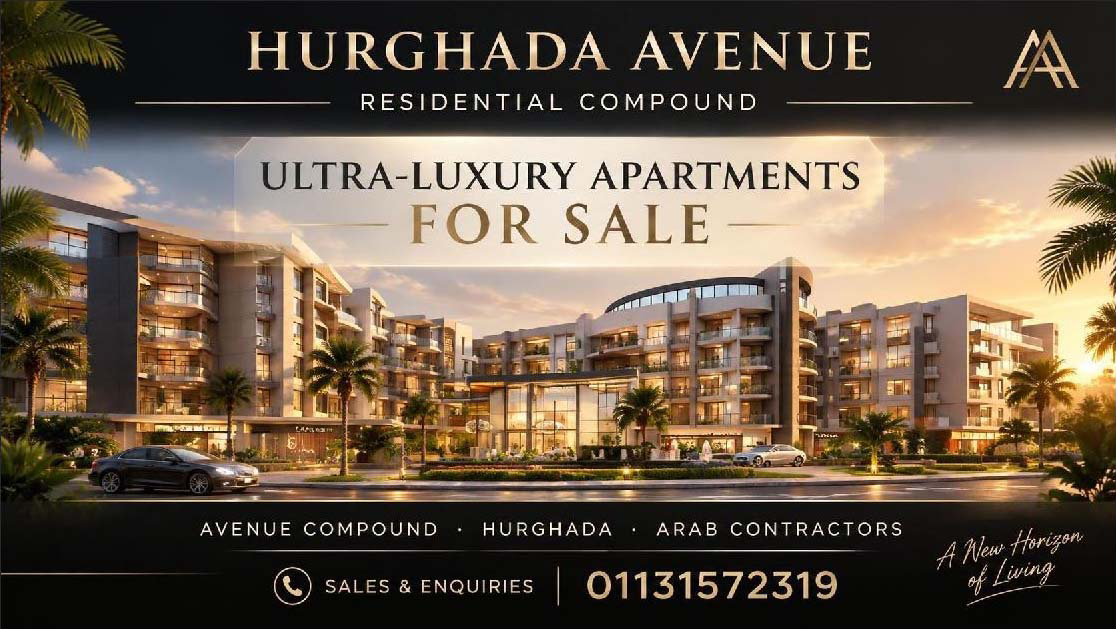 HURGHADA AVENUE
RESIDENTIAL COMPOUND
ULTRA-LUXURY APARTMENTS
FOR SALE
AVENUE COMPOUND · HURGHADA · ARAB CONTRACTORS
A New Horizon
of Living
SALES & ENQUIRIES | 01131572319